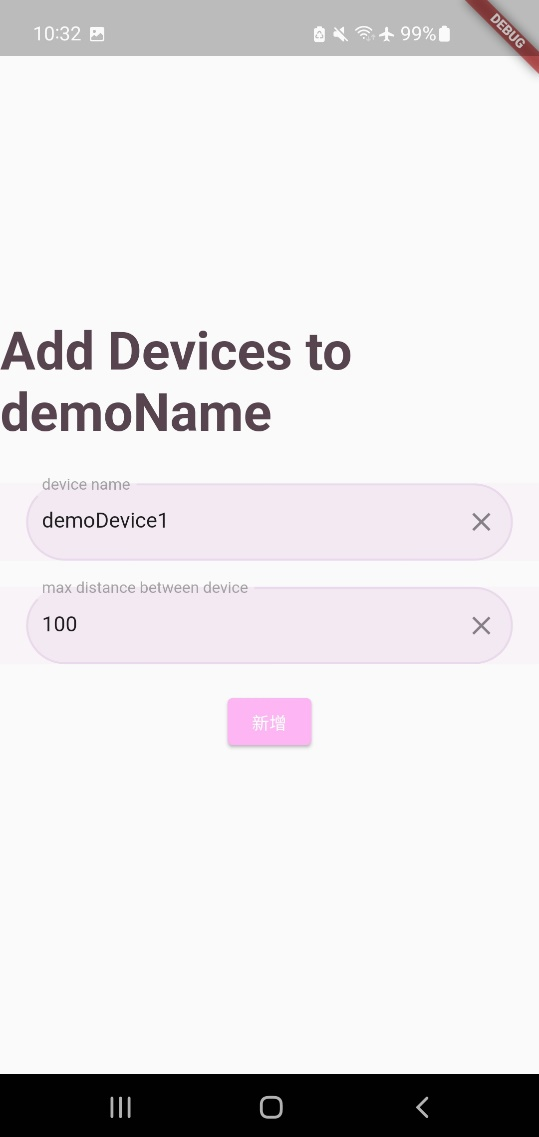 10:32
99%
DEBUG
Add Devices to
demoName
device name
demoDevice1
max distance between device
100
新增